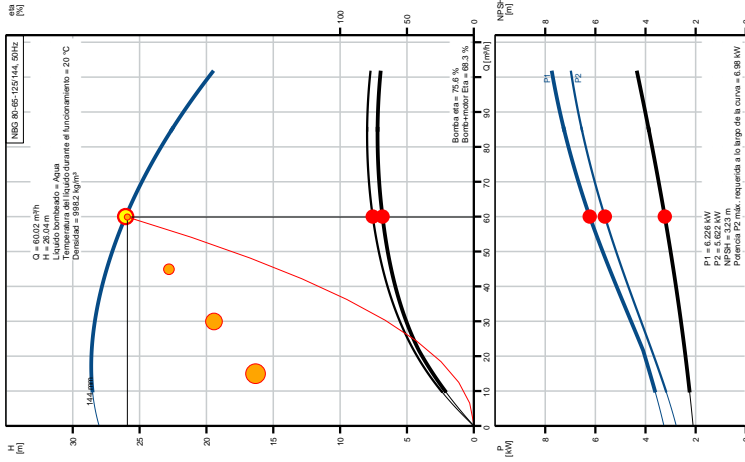 H
[m]
eta
[%]
NBG 80-65-125/144, 50Hz
Q = 60.02 m³/h
H = 26.04 m
Líquido bombeado = Agua
Temperatura del líquido durante el funcionamiento = 20 °C
Densidad = 998.2 kg/m³
30
25
20
15
10
5
0
100
50
0
144 mm
0
10
20
30
40
50
60
70
80
90
Q [m³/h]
Bomba eta = 75.6 %
Bomb+motor Eta = 68.3 %
P
[kW]
NPSH
[m]
8
6
4
2
0
8
6
4
2
0
P1
P2
P1 = 6.226 kW
P2 = 5.622 kW
NPSH = 3.23 m
Potencia P2 máx. requerida a lo largo de la curva = 6.98 kW